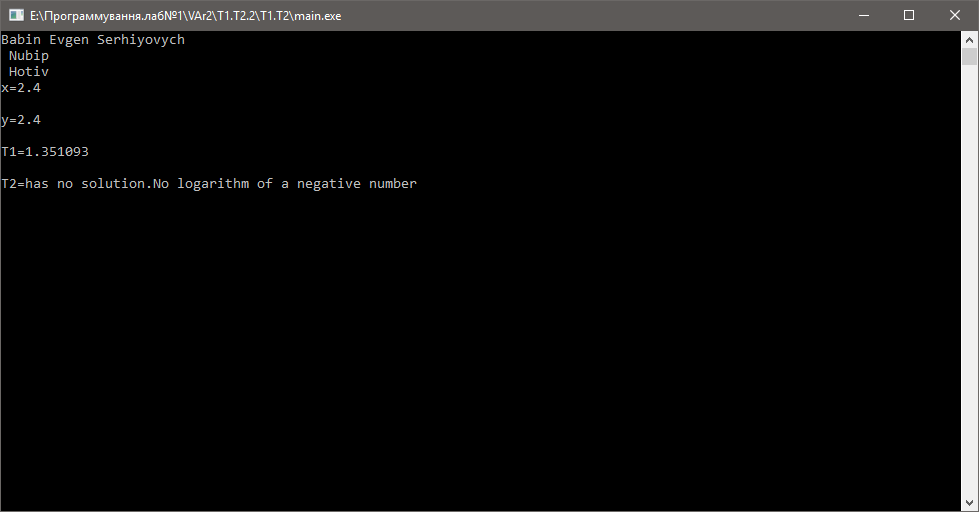 E:\Программування.лаб№1\VAr2\T1.T2.2\T1.T2\main.exe
Babin Evgen Serhiyovych
Nubip
Hotiv
x=2.4
y=2.4
T1=1.351093
T2=has no solution.No logarithm of a negative number